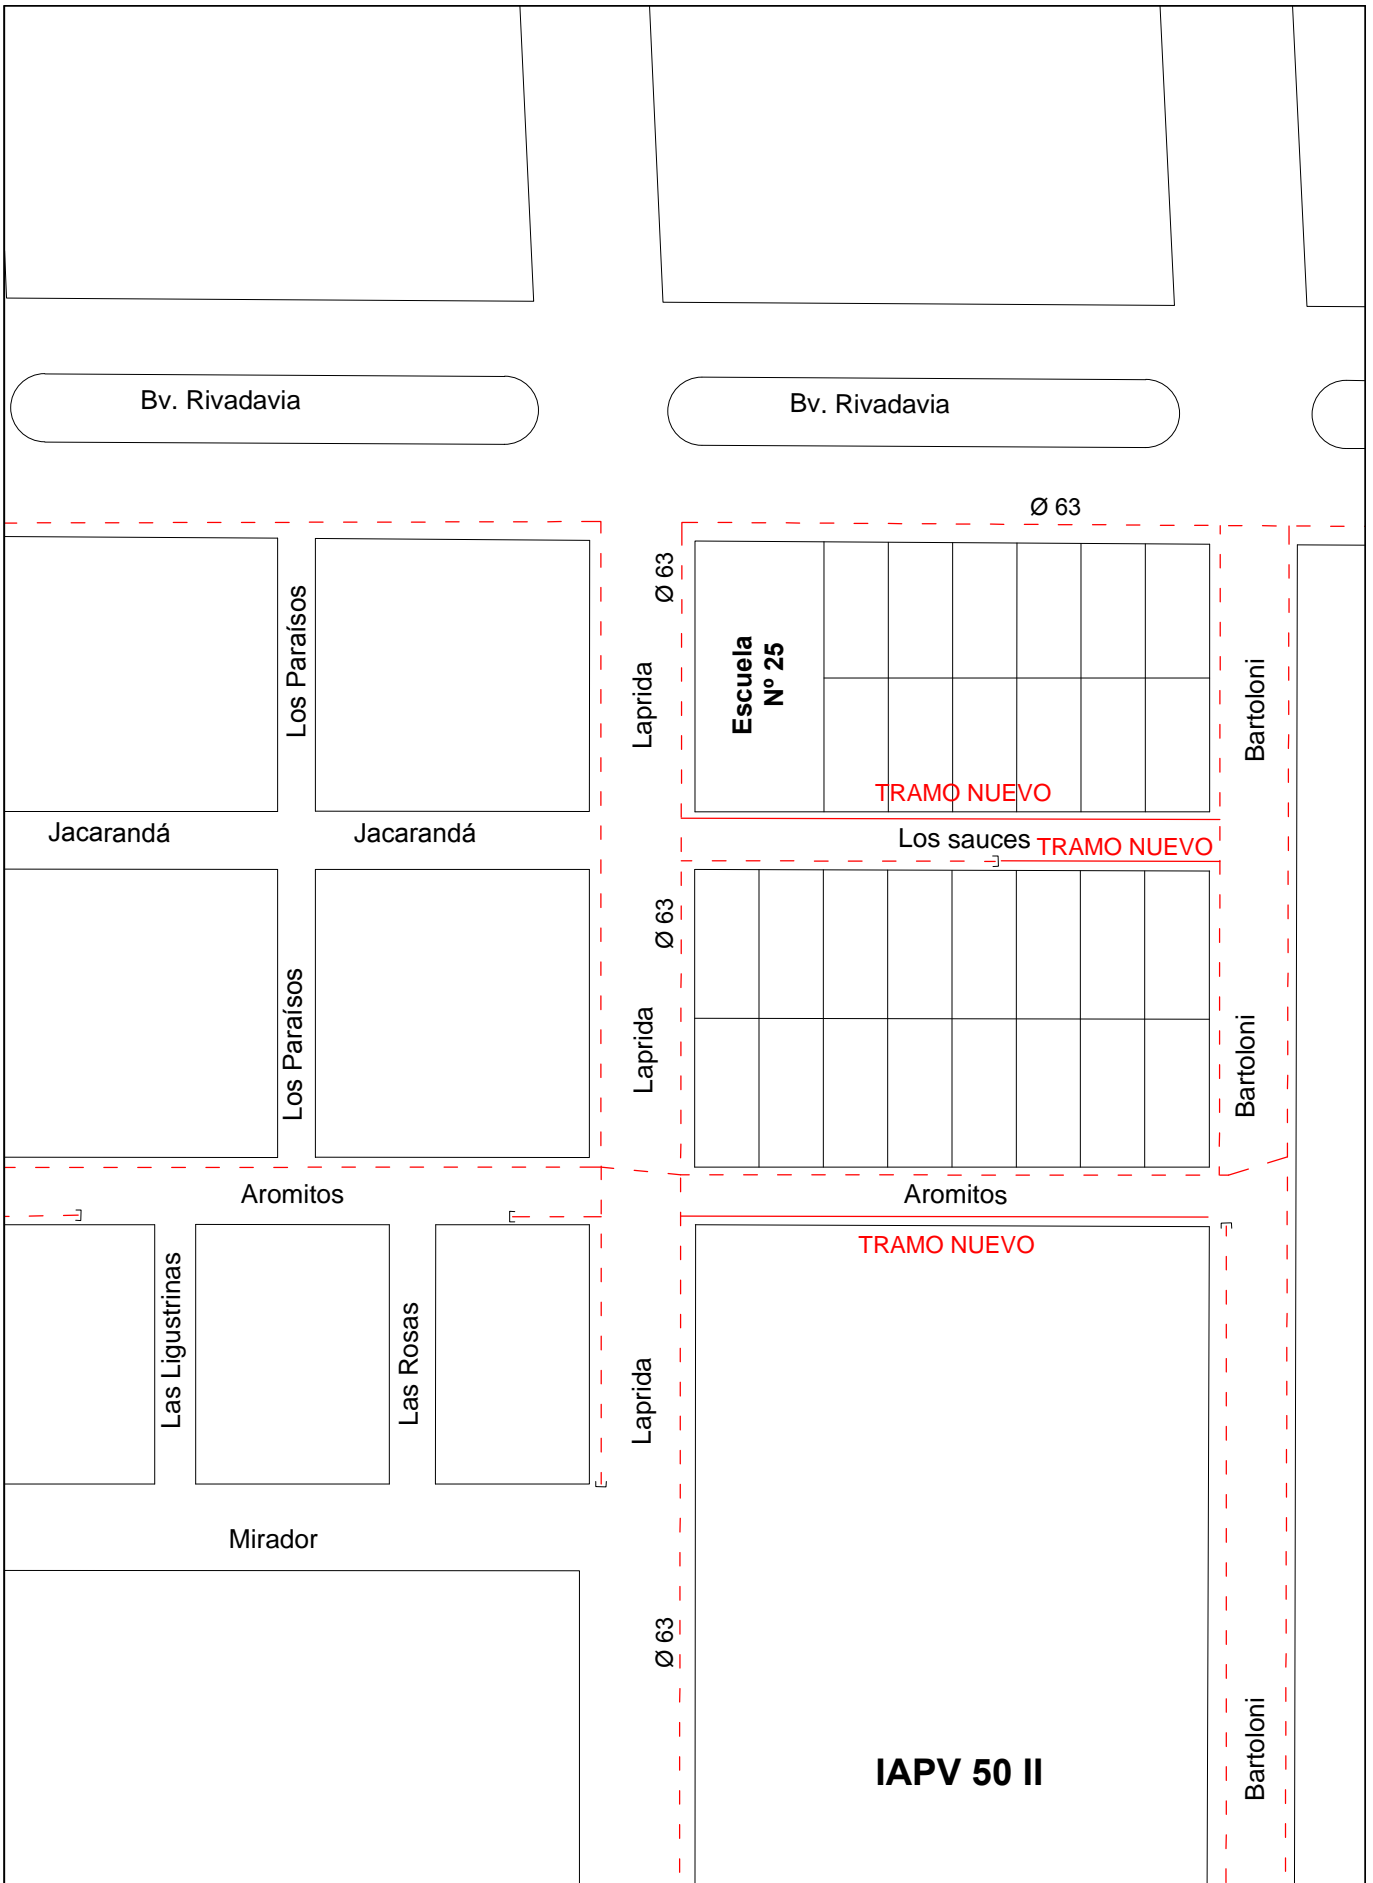 Bv. Rivadavia
Bv. Rivadavia
Ø 63
Ø 63
Los Paraísos
Laprida
Escuela
Nº 25
Bartoloni
TRAMO NUEVO
Jacarandá
Jacarandá
Los sauces
TRAMO NUEVO
Ø 63
Los Paraísos
Laprida
Bartoloni
Aromitos
Aromitos
TRAMO NUEVO
Las Ligustrinas
Las Rosas
Laprida
Mirador
Ø 63
IAPV 50 II
Bartoloni